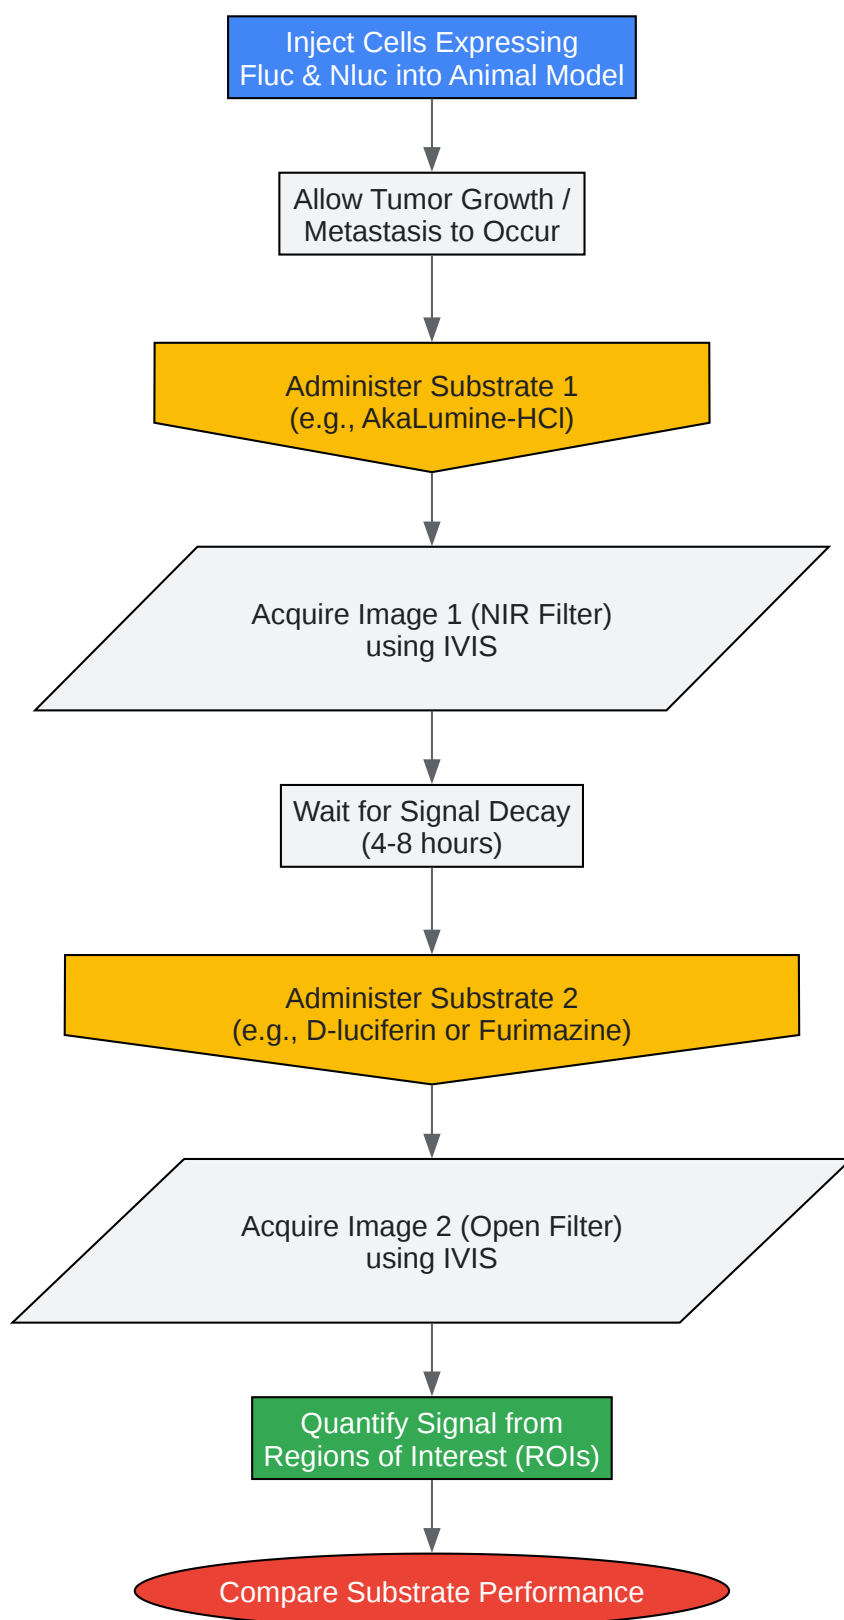 Inject Cells Expressing
Fluc & Nluc into Animal Model
Allow Tumor Growth /
Metastasis to Occur
Administer Substrate 1
(e.g., AkaLumine-HCl)
Acquire Image 1 (NIR Filter)
using IVIS
Wait for Signal Decay
(4-8 hours)
Administer Substrate 2
(e.g., D-luciferin or Furimazine)
Acquire Image 2 (Open Filter)
using IVIS
Quantify Signal from
Regions of Interest (ROIs)
Compare Substrate Performance